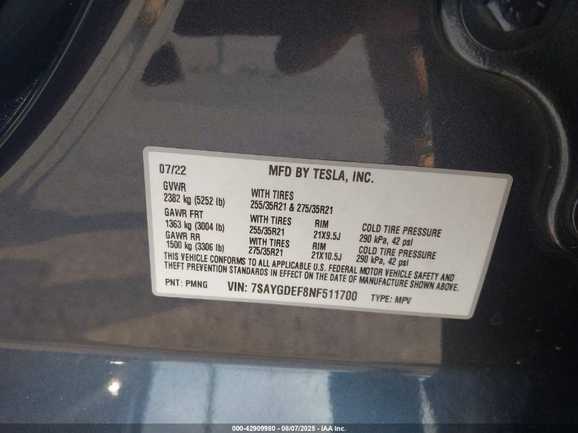 07/22 MFD BY TESLA, INC.
GVWR WITH TIRES
2382 kg (5252 lb) 255/35R21 & 275/35R21
GAWR FRT WITH TIRES RIM COLD TIRE PRESSURE
1363 kg (3004 lb) 255/35R21 21X9.5J 290 kPa, 42 psi
GAWR RR WITH TIRES RIM COLD TIRE PRESSURE
1500 kg (3306 lb) 275/35R21 21X10.5J 290 kPa, 42 psi
THIS VEHICLE CONFORMS TO ALL APPLICABLE U.S. FEDERAL MOTOR VEHICLE SAFETY AND
THEFT PREVENTION STANDARDS IN EFFECT ON THE DATE OF MANUFACTURE SHOWN ABOVE.
PNT: PMNG VIN: 7SAYGDEF8NF511700 TYPE: MPV
000-42909980 - 08/07/2025 - IAA Inc.